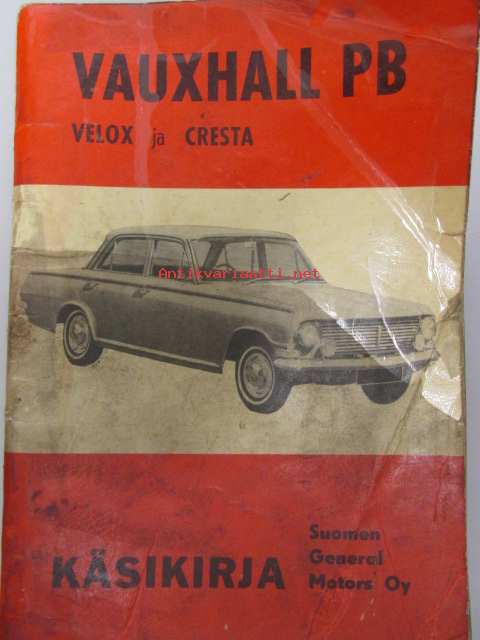 VAUXHALL PB
VELOX ja CRESTA
Antikvariaatti.net
KÄSIKIRJA
Suomen
General
Motors Oy